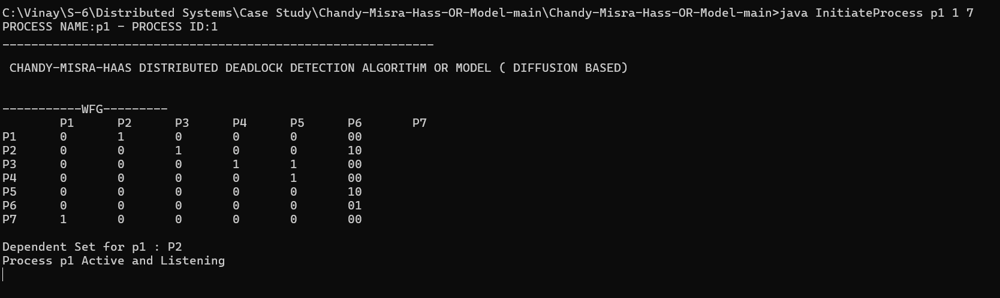 C:\Vinay\S-6\Distributed Systems\Case Study\Chandy-Misra-Hass-OR-Model-main\Chandy-Misra-Hass-OR-Model-main>java InitiateProcess p1 1 7
PROCESS NAME:p1 - PROCESS ID:1
------------------------------------------------------------
CHANDY-MISRA-HAAS DISTRIBUTED DEADLOCK DETECTION ALGORITHM OR MODEL ( DIFFUSION BASED)
-----------WFG---------
P1 P2 P3 P4 P5 P6 P7
P1 0 1 0 0 0 00
P2 0 0 1 0 0 10
P3 0 0 0 1 1 00
P4 0 0 0 0 1 00
P5 0 0 0 0 0 10
P6 0 0 0 0 0 01
P7 1 0 0 0 0 00
Dependent Set for p1 : P2
Process p1 Active and Listening